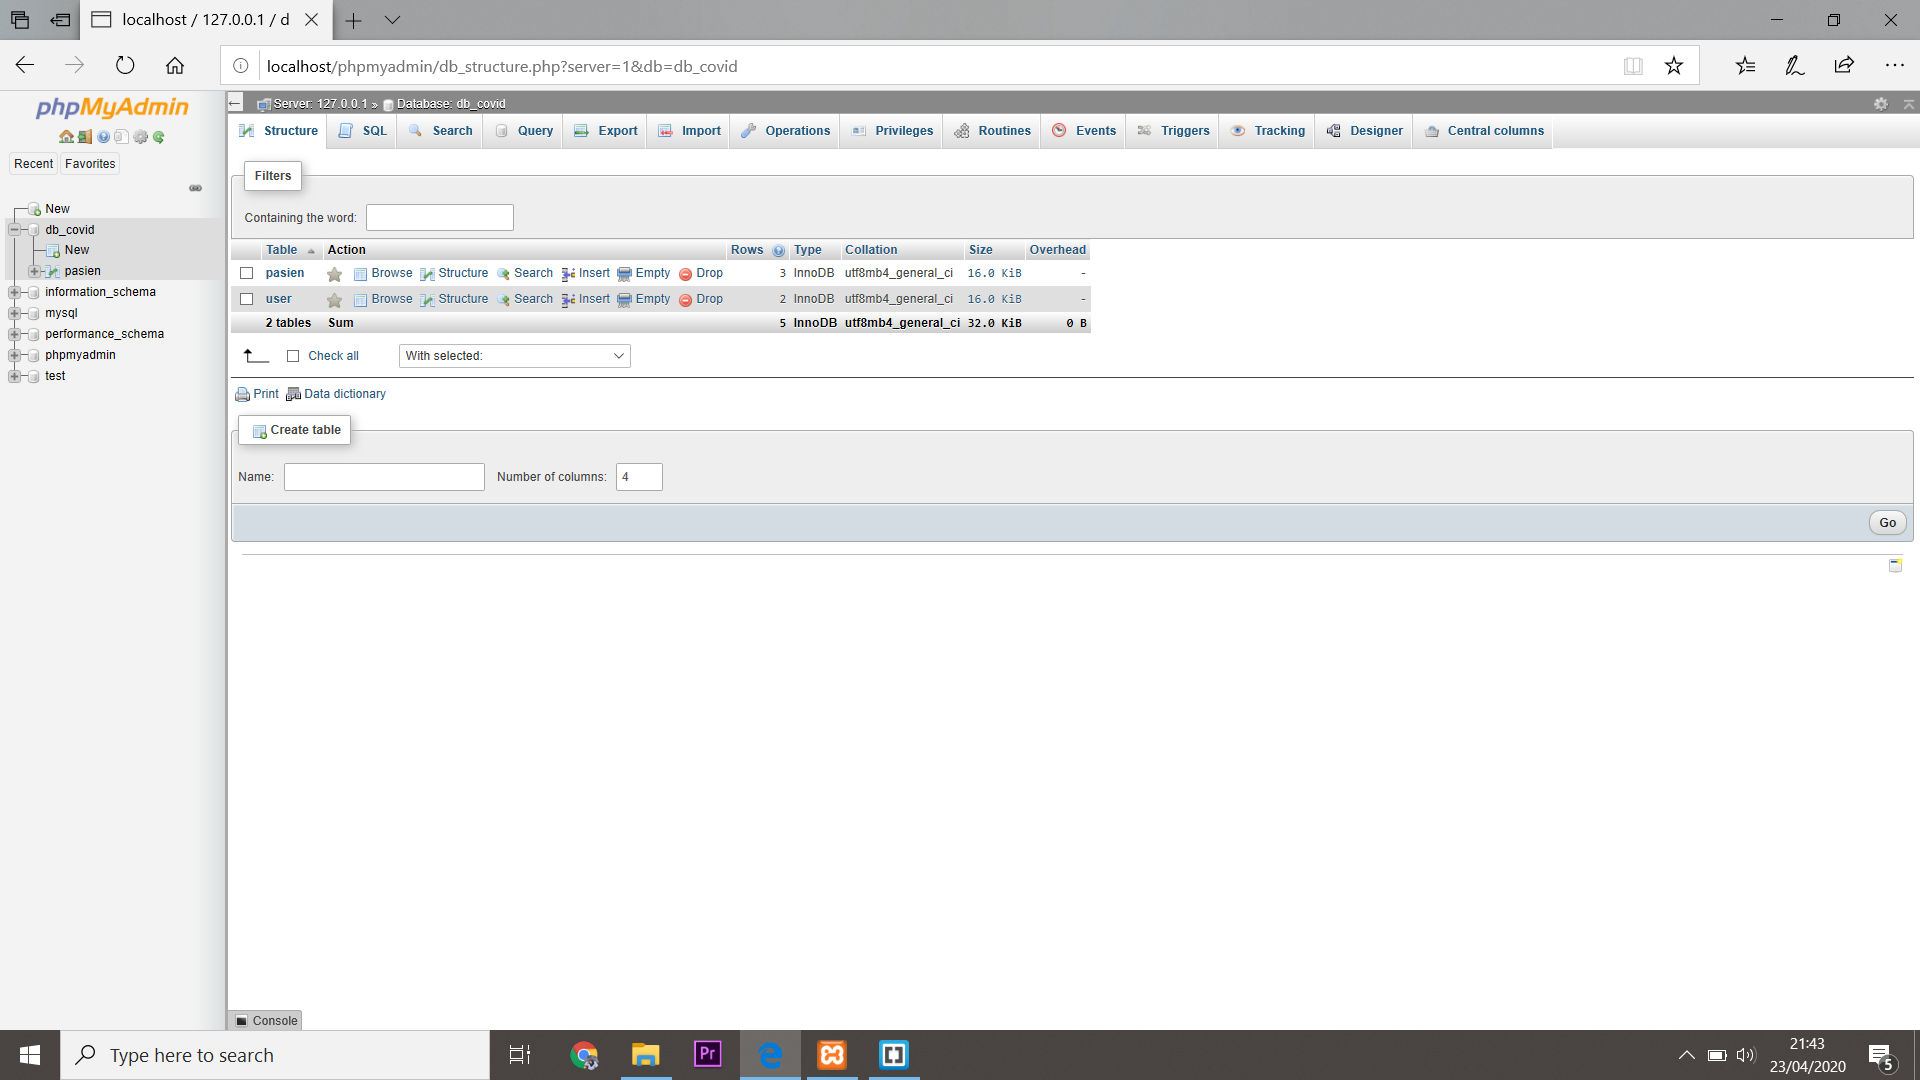 localhost / 127.0.0.1 / d
localhost/phpmyadmin/db_structure.php?server=1&db=db_covid
phpMyAdmin
Recent Favorites
New
db_covid
New
pasien
information_schema
mysql
performance_schema
phpmyadmin
test
Server: 127.0.0.1 » Database: db_covid
Structure SQL Search Query Export Import Operations Privileges Routines Events Triggers Tracking Designer Central columns
Filters
Containing the word:
Table Action Rows Type Collation Size Overhead
pasien Browse Structure Search Insert Empty Drop 3 InnoDB utf8mb4_general_ci 16.0 KiB -
user Browse Structure Search Insert Empty Drop 2 InnoDB utf8mb4_general_ci 16.0 KiB -
2 tables Sum 5 InnoDB utf8mb4_general_ci 32.0 KiB 0 B
Check all With selected:
Print Data dictionary
Create table
Name: Number of columns: 4
Go
Console
Type here to search
Pr
21:43
23/04/2020
5